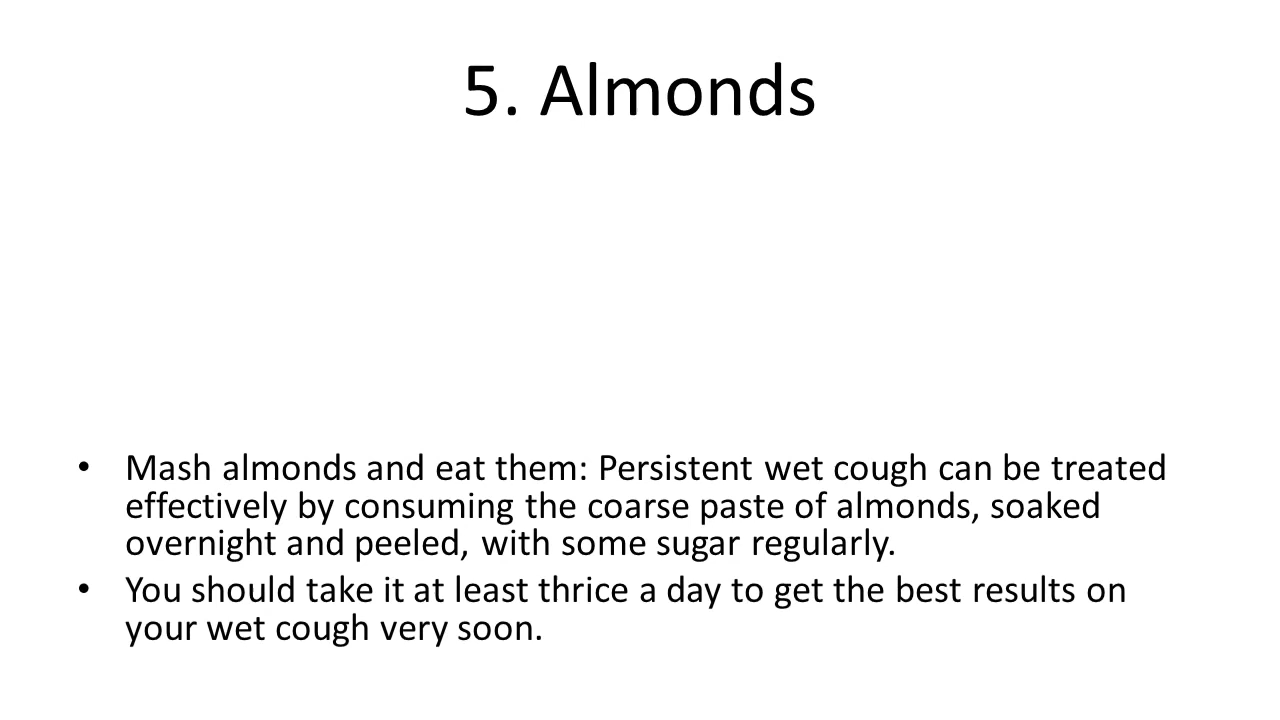 5. Almonds
• Mash almonds and eat them: Persistent wet cough can be treated
effectively by consuming the coarse paste of almonds, soaked
overnight and peeled, with some sugar regularly.
• You should take it at least thrice a day to get the best results on
your wet cough very soon.